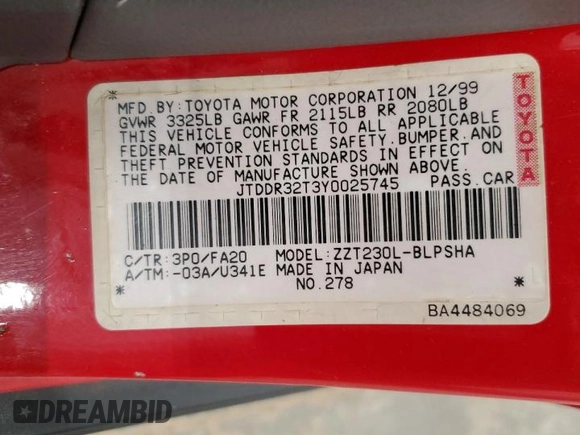 MFD.BY:TOYOTA MOTOR CORPORATION 12/99
GVWR 3325LB GAWR FR 2115LB RR 2080LB
THIS VEHICLE CONFORMS TO ALL APPLICABLE
FEDERAL MOTOR VEHICLE SAFETY,BUMPER,AND
THEFT PREVENTION STANDARDS IN EFFECT ON
THE DATE OF MANUFACTURE SHOWN ABOVE.
JTDDR32T3Y0025745 PASS.CAR
TOYOTA
C/TR:3P0/FA20 MODEL:ZZT230L-BLPSHA
A/TM:-03A/U341E MADE IN JAPAN
* NO.278 *
BA4484069
DREAMBID